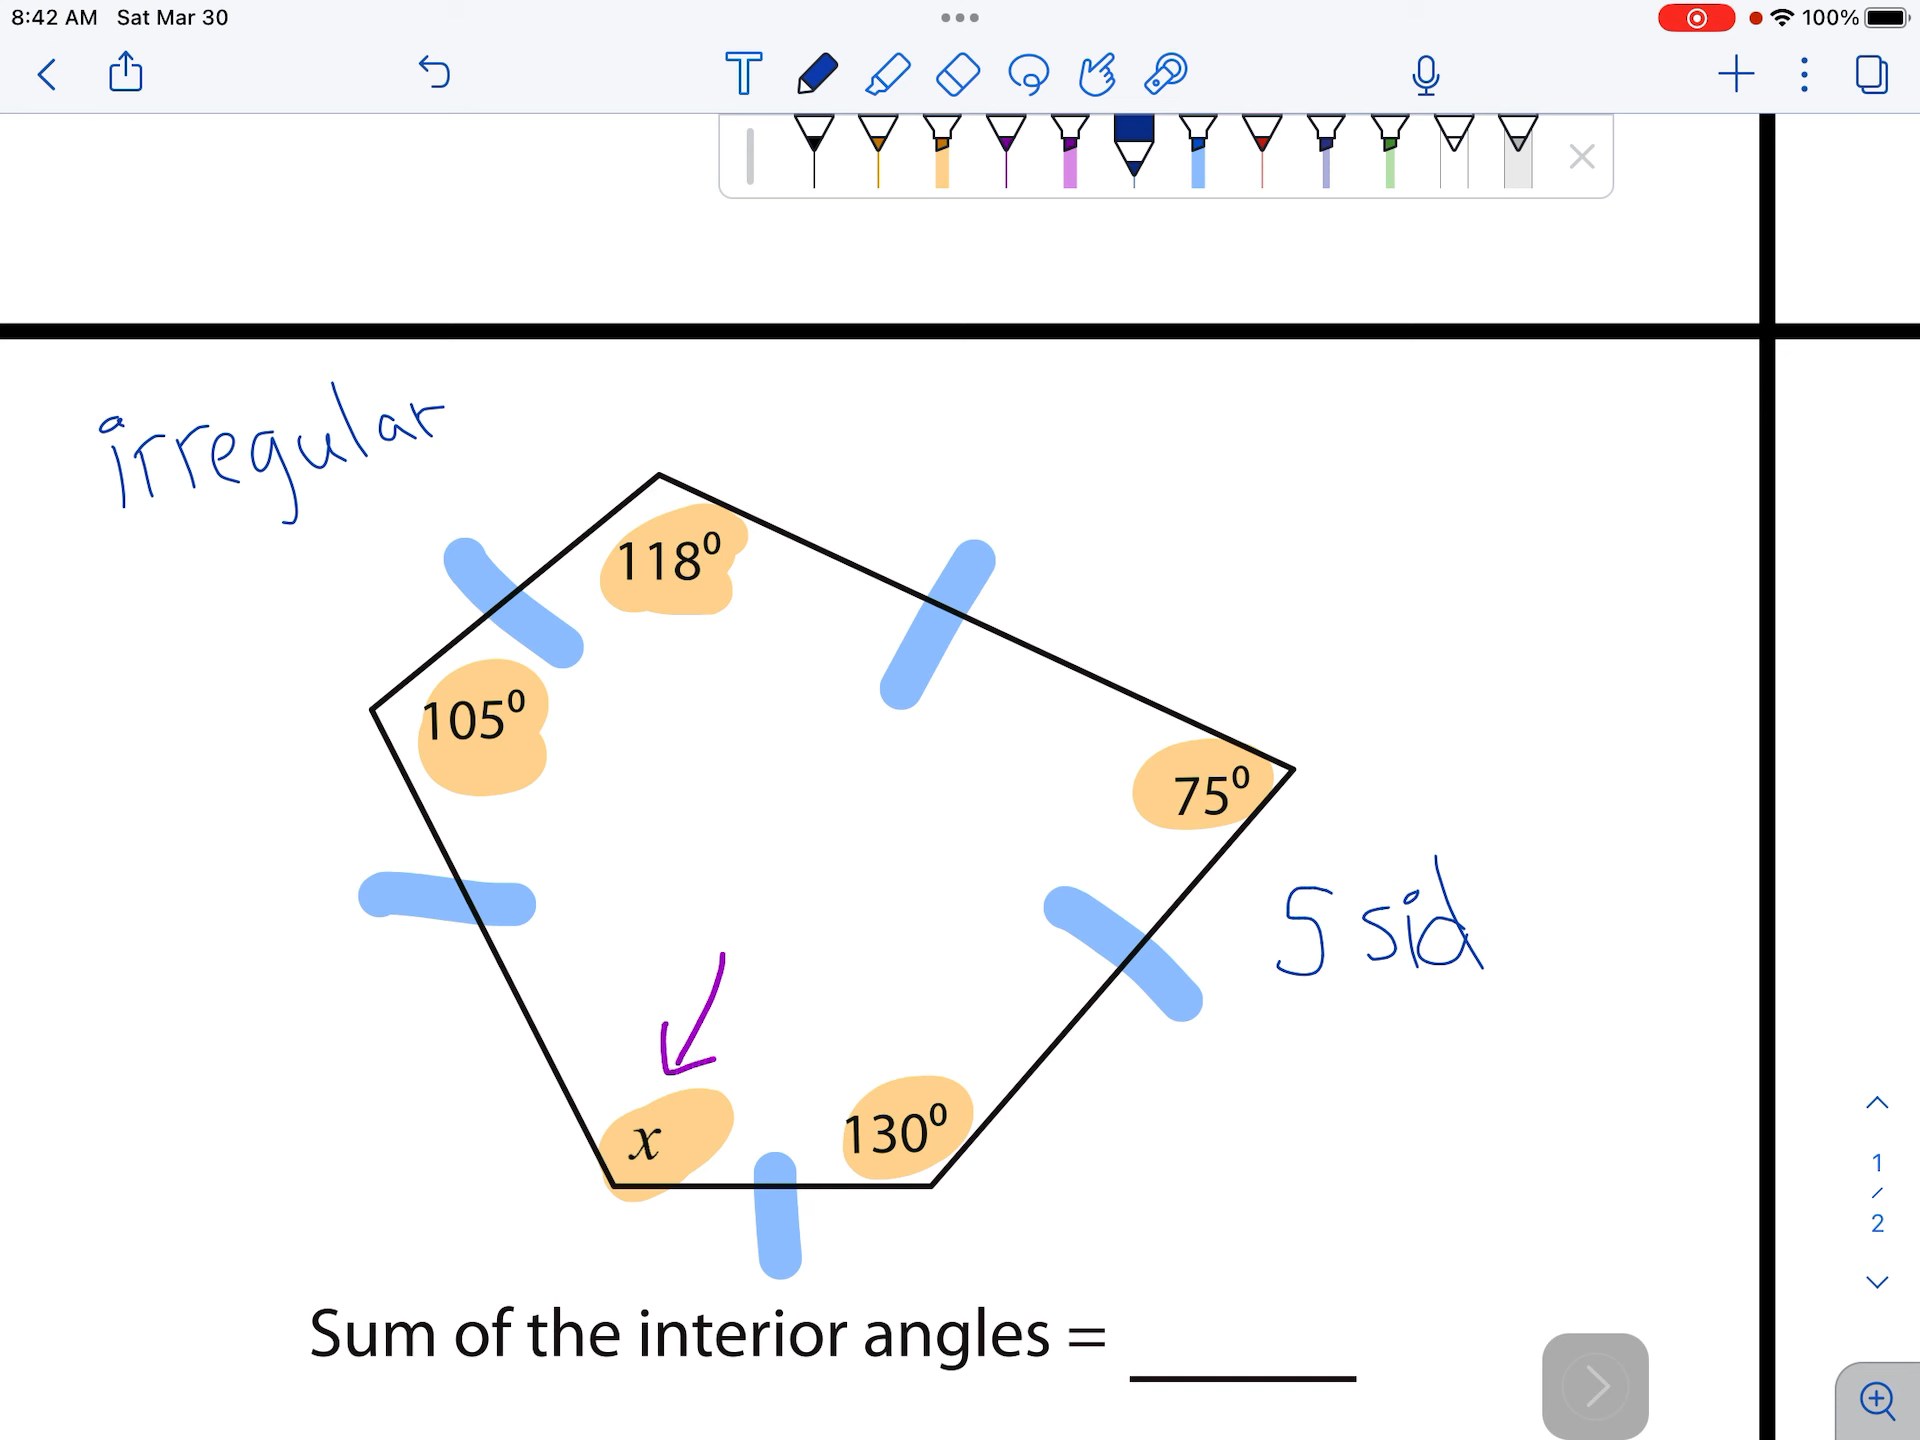 8:42 AM Sat Mar 30
100%
T
irregular
118⁰
105⁰
75⁰
5 sid
x
130⁰
1
/
2
Sum of the interior angles = ______